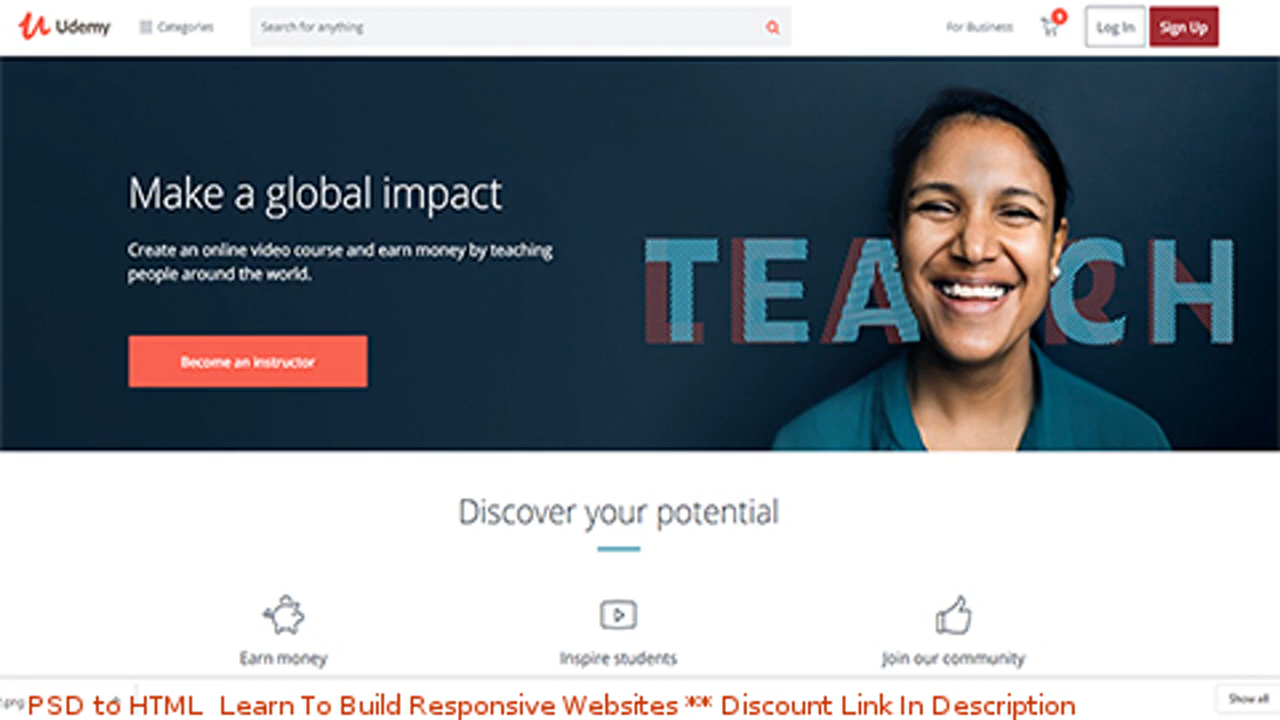 Udemy
Categories
Search for anything
For Business
Log In
Sign Up
Make a global impact
Create an online video course and earn money by teaching
people around the world.
TEACH
Become an instructor
Discover your potential
Earn money
Inspire students
Join our community
.png
PSD to HTML Learn To Build Responsive Websites ** Discount Link In Description
Show all